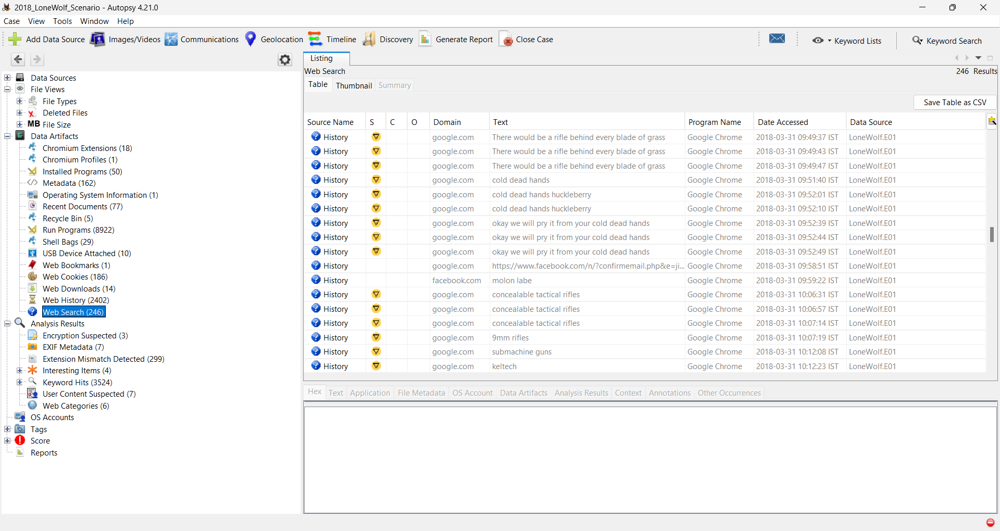 2018_LoneWolf_Scenario - Autopsy 4.21.0
Case View Tools Window Help
Add Data Source Images/Videos Communications Geolocation Timeline Discovery Generate Report Close Case Keyword Lists Keyword Search
Data Sources
File Views
File Types
Deleted Files
MB File Size
Data Artifacts
Chromium Extensions (18)
Chromium Profiles (1)
Installed Programs (50)
Metadata (162)
Operating System Information (1)
Recent Documents (77)
Recycle Bin (5)
Run Programs (8922)
Shell Bags (29)
USB Device Attached (10)
Web Bookmarks (1)
Web Cookies (186)
Web Downloads (14)
Web History (2402)
Web Search (246)
Analysis Results
Encryption Suspected (3)
EXIF Metadata (7)
Extension Mismatch Detected (299)
Interesting Items (4)
Keyword Hits (3524)
User Content Suspected (7)
Web Categories (6)
OS Accounts
Tags
Score
Reports
Listing
Web Search 246 Results
Table Thumbnail Summary
Save Table as CSV
Source Name S C O Domain Text Program Name Date Accessed Data Source
History google.com There would be a rifle behind every blade of grass Google Chrome 2018-03-31 09:49:37 IST LoneWolf.E01
History google.com There would be a rifle behind every blade of grass Google Chrome 2018-03-31 09:49:43 IST LoneWolf.E01
History google.com There would be a rifle behind every blade of grass Google Chrome 2018-03-31 09:49:47 IST LoneWolf.E01
History google.com cold dead hands Google Chrome 2018-03-31 09:51:40 IST LoneWolf.E01
History google.com cold dead hands huckleberry Google Chrome 2018-03-31 09:52:01 IST LoneWolf.E01
History google.com cold dead hands huckleberry Google Chrome 2018-03-31 09:52:10 IST LoneWolf.E01
History google.com okay we will pry it from your cold dead hands Google Chrome 2018-03-31 09:52:39 IST LoneWolf.E01
History google.com okay we will pry it from your cold dead hands Google Chrome 2018-03-31 09:52:44 IST LoneWolf.E01
History google.com okay we will pry it from your cold dead hands Google Chrome 2018-03-31 09:52:49 IST LoneWolf.E01
History google.com https://www.facebook.com/n/?confirmemail.php&e=ji... Google Chrome 2018-03-31 09:58:51 IST LoneWolf.E01
History facebook.com molon labe Google Chrome 2018-03-31 09:59:22 IST LoneWolf.E01
History google.com concealable tactical rifles Google Chrome 2018-03-31 10:06:31 IST LoneWolf.E01
History google.com concealable tactical rifles Google Chrome 2018-03-31 10:06:57 IST LoneWolf.E01
History google.com concealable tactical rifles Google Chrome 2018-03-31 10:07:14 IST LoneWolf.E01
History google.com 9mm rifles Google Chrome 2018-03-31 10:07:19 IST LoneWolf.E01
History google.com submachine guns Google Chrome 2018-03-31 10:12:08 IST LoneWolf.E01
History google.com keltech Google Chrome 2018-03-31 10:12:23 IST LoneWolf.E01
Hex Text Application File Metadata OS Account Data Artifacts Analysis Results Context Annotations Other Occurrences